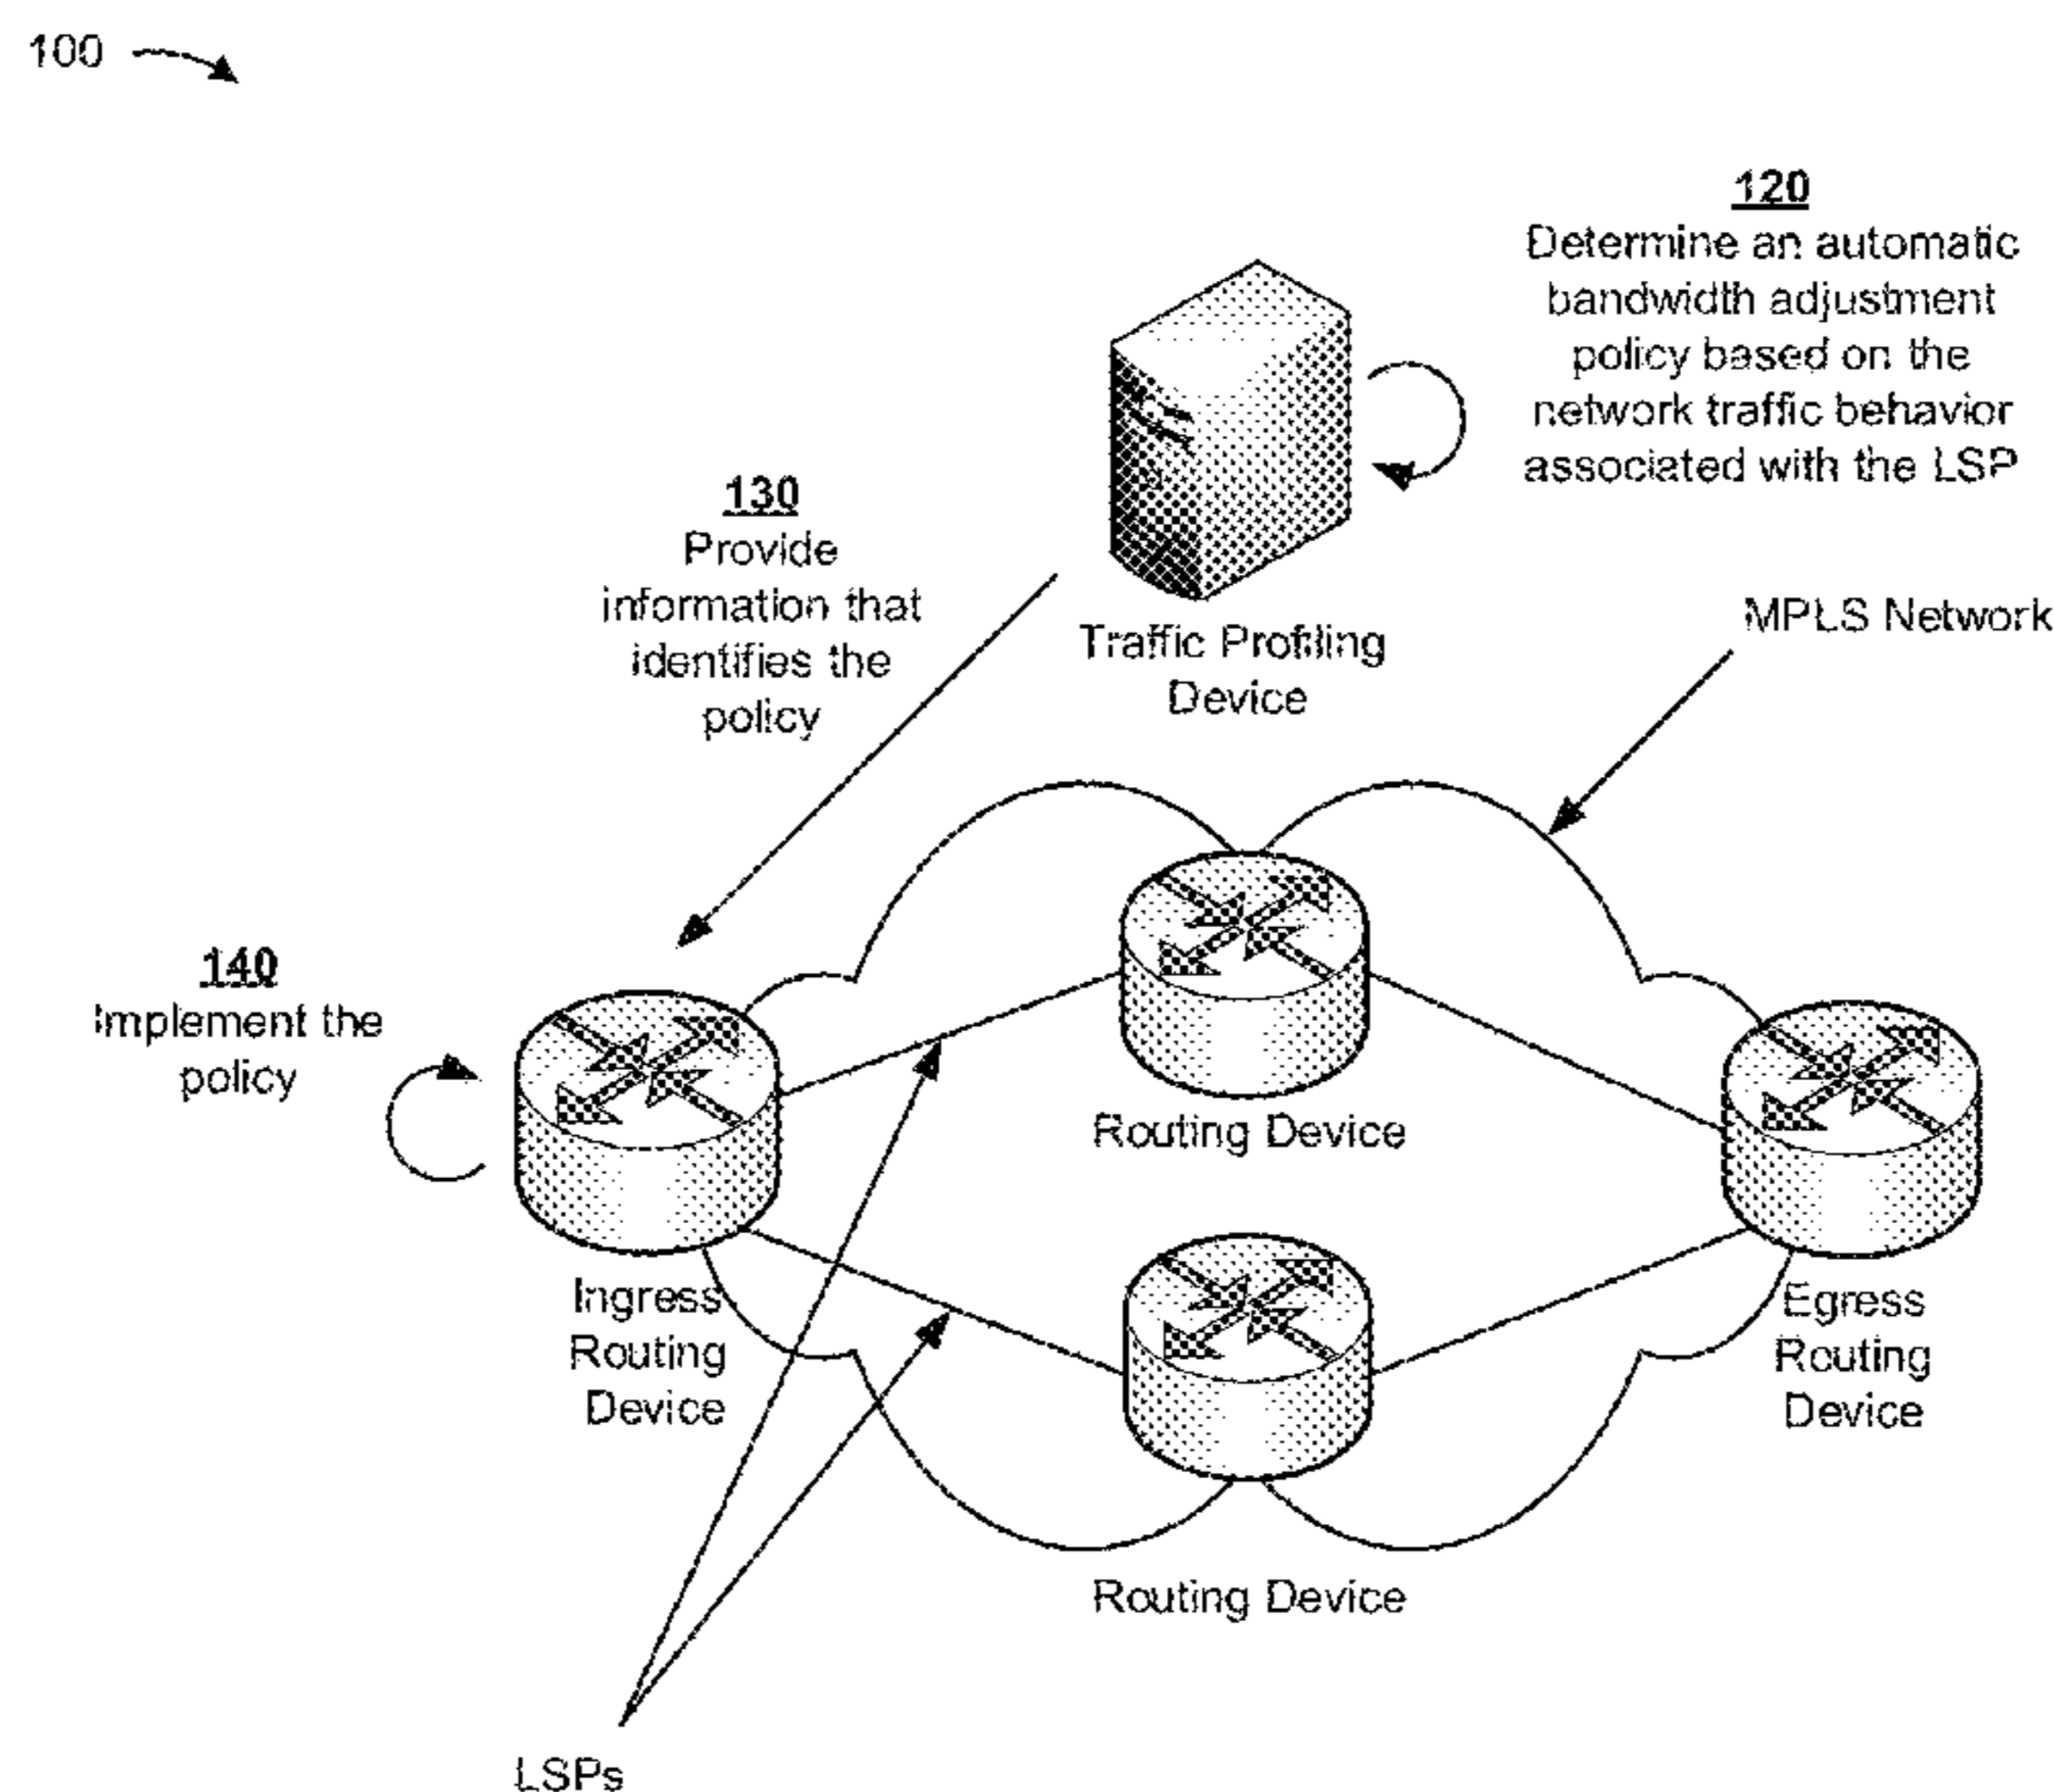 100
120
Determine an automatic
bandwidth adjustment
policy based on the
network traffic behavior
associated with the LSP
130
Provide
information that
identifies the
policy
Traffic Profiling
Device
MPLS Network
140
Implement the
policy
Routing Device
Ingress
Routing
Device
Egress
Routing
Device
Routing Device
LSPs